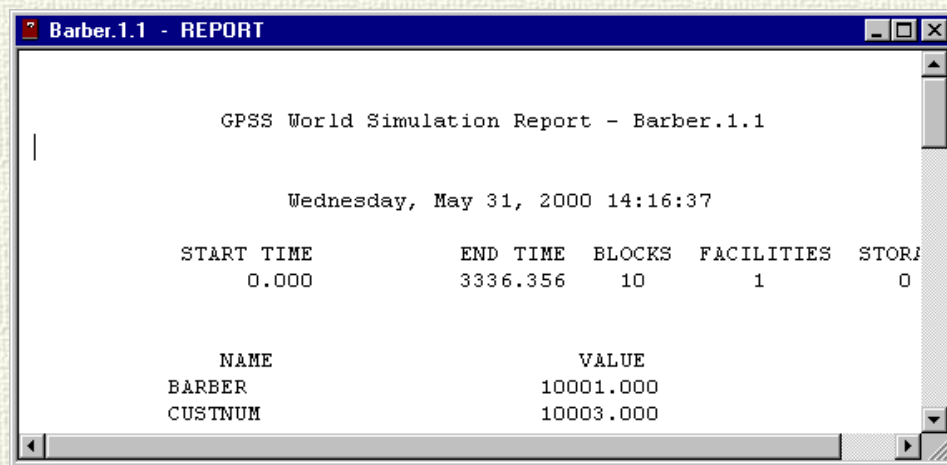 Barber.1.1 - REPORT
GPSS World Simulation Report - Barber.1.1
Wednesday, May 31, 2000 14:16:37
START TIME END TIME BLOCKS FACILITIES STORA
0.000 3336.356 10 1 0
NAME VALUE
BARBER 10001.000
CUSTNUM 10003.000